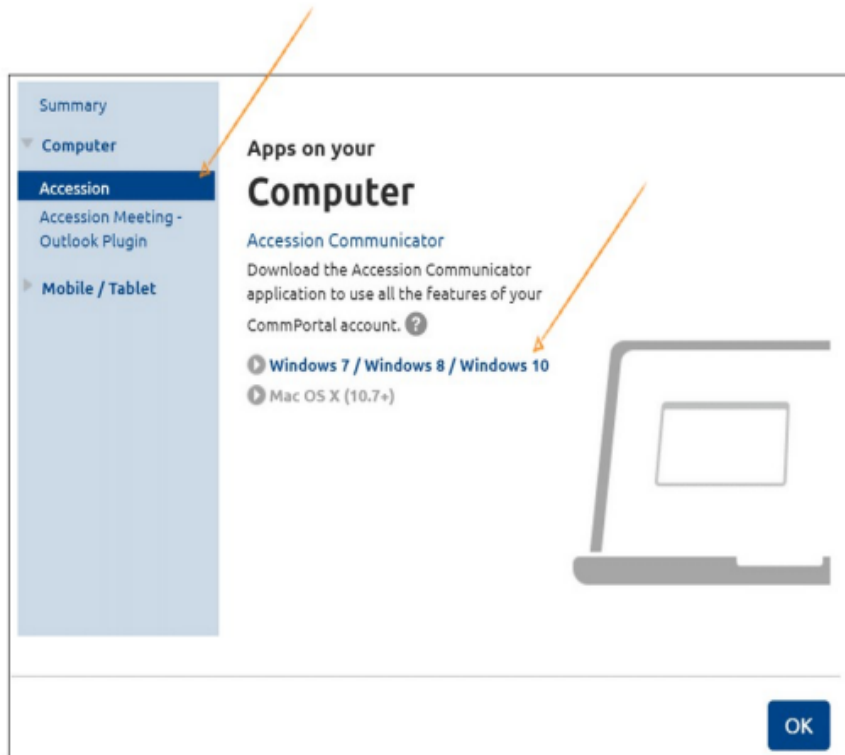 Summary
Computer
Accession
Accession Meeting -
Outlook Plugin
Mobile / Tablet
Apps on your
Computer
Accession Communicator
Download the Accession Communicator
application to use all the features of your
CommPortal account. ?
Windows 7 / Windows 8 / Windows 10
Mac OS X (10.7+)
OK